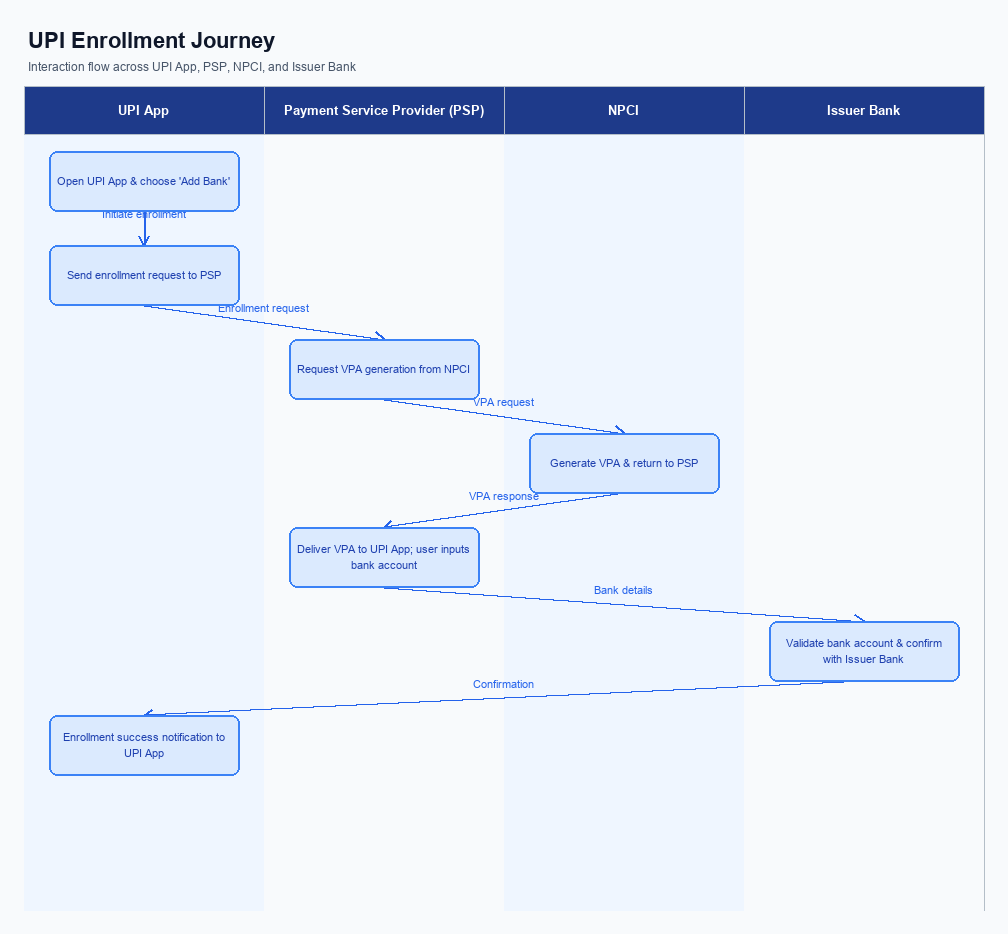 UPI Enrollment Journey
Interaction flow across UPI App, PSP, NPCI, and Issuer Bank
UPI App
Payment Service Provider (PSP)
NPCI
Issuer Bank
Open UPI App & choose 'Add Bank'
Initiate enrollment
Send enrollment request to PSP
Enrollment request
Request VPA generation from NPCI
VPA request
Generate VPA & return to PSP
VPA response
Deliver VPA to UPI App; user inputs
bank account
Bank details
Validate bank account & confirm
with Issuer Bank
Confirmation
Enrollment success notification to
UPI App